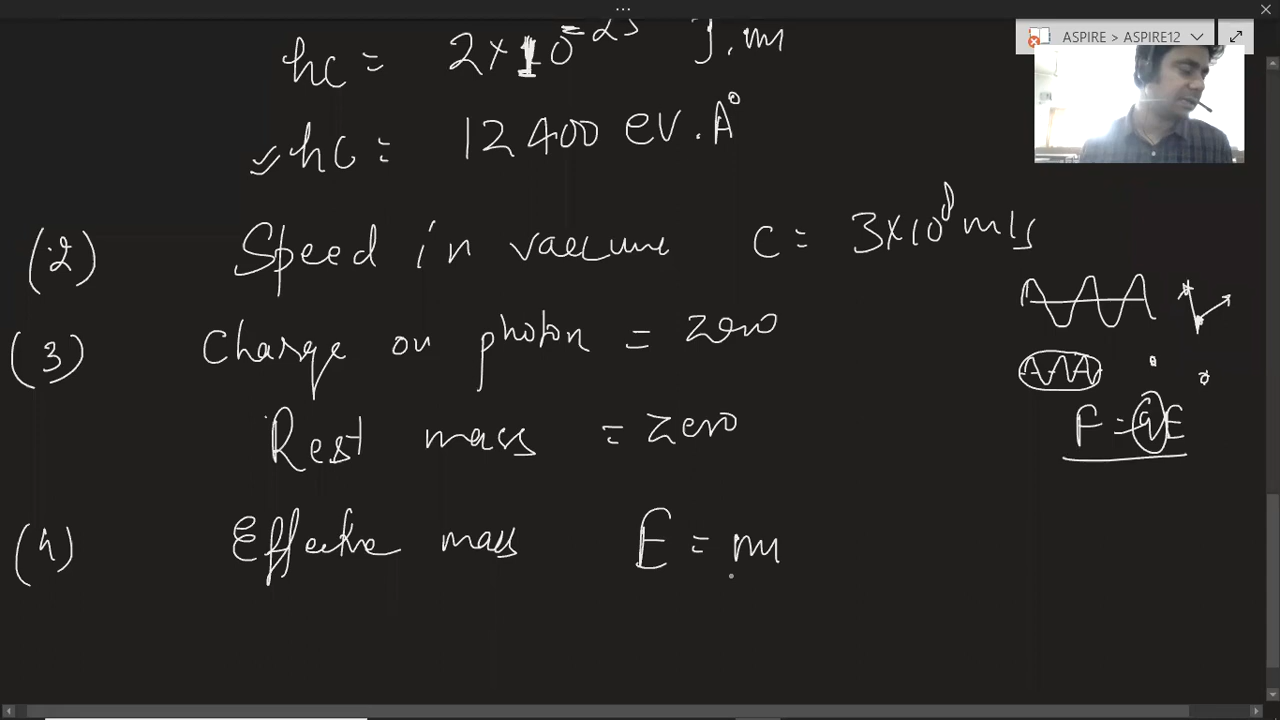 hc = 2×10⁻²⁵ J.m
ASPIRE > ASPIRE12
✓ hc = 12400 eV.A°
(2) Speed in vaccume C = 3×10⁸ m/s
(3) Charge on photon = Zero
Rest mass = Zero
F = qE
(4) Effective mass E = m